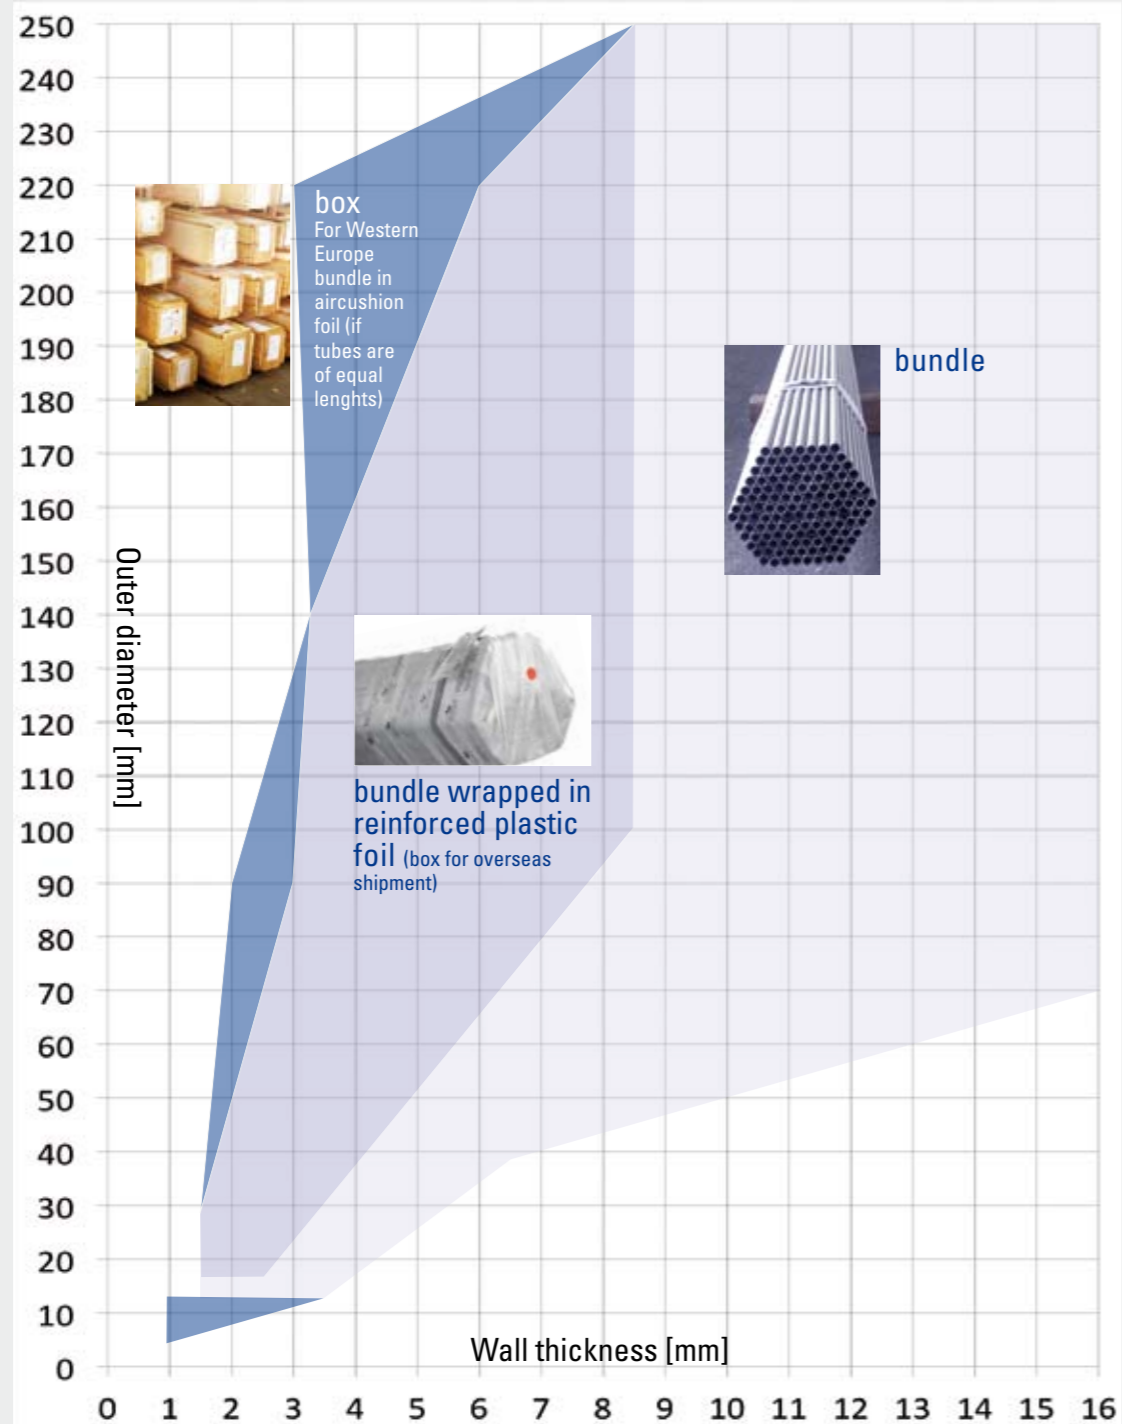 250
240
230
220
210
200
190
180
170
160
150
140
130
120
110
100
90
80
70
60
50
40
30
20
10
0
Outer diameter [mm]
box
For Western
Europe
bundle in
aircushion
foil (if
tubes are
of equal
lenghts)
bundle
bundle wrapped in
reinforced plastic
foil (box for overseas
shipment)
Wall thickness [mm]
0 1 2 3 4 5 6 7 8 9 10 11 12 13 14 15 16